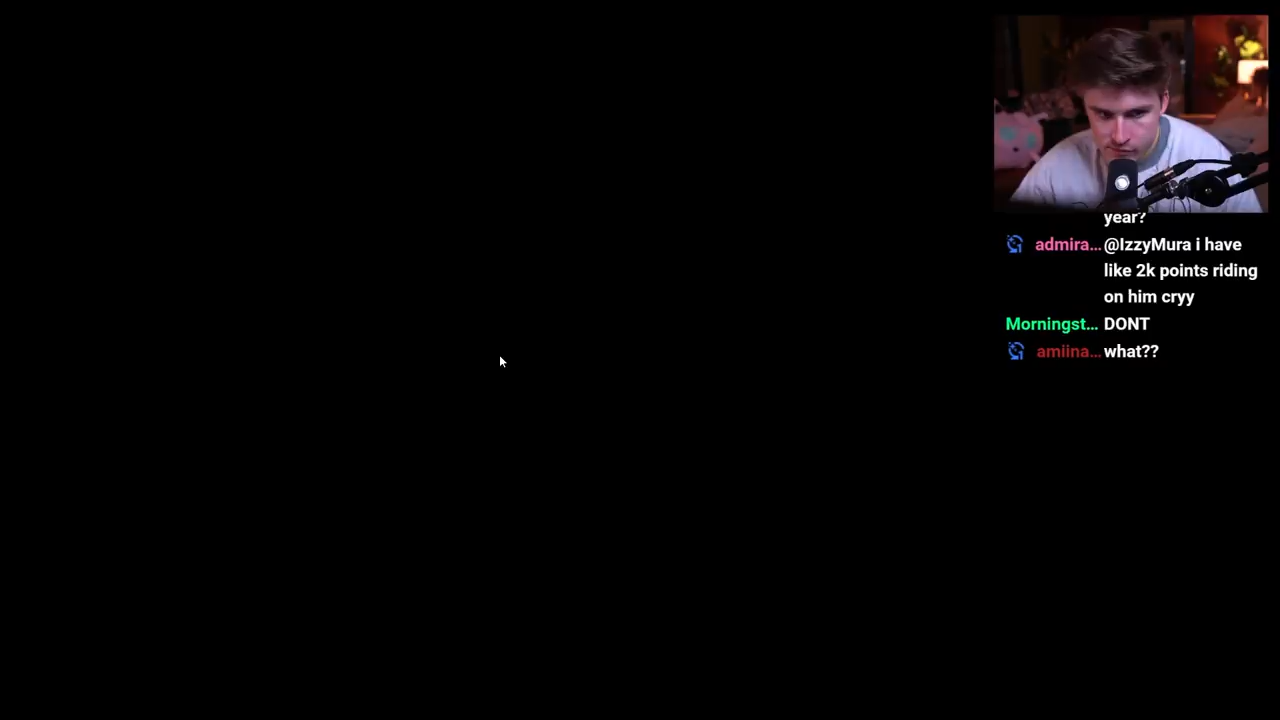 year?
admira… @IzzyMura i have
like 2k points riding
on him cryy
Morningst… DONT
amiina… what??